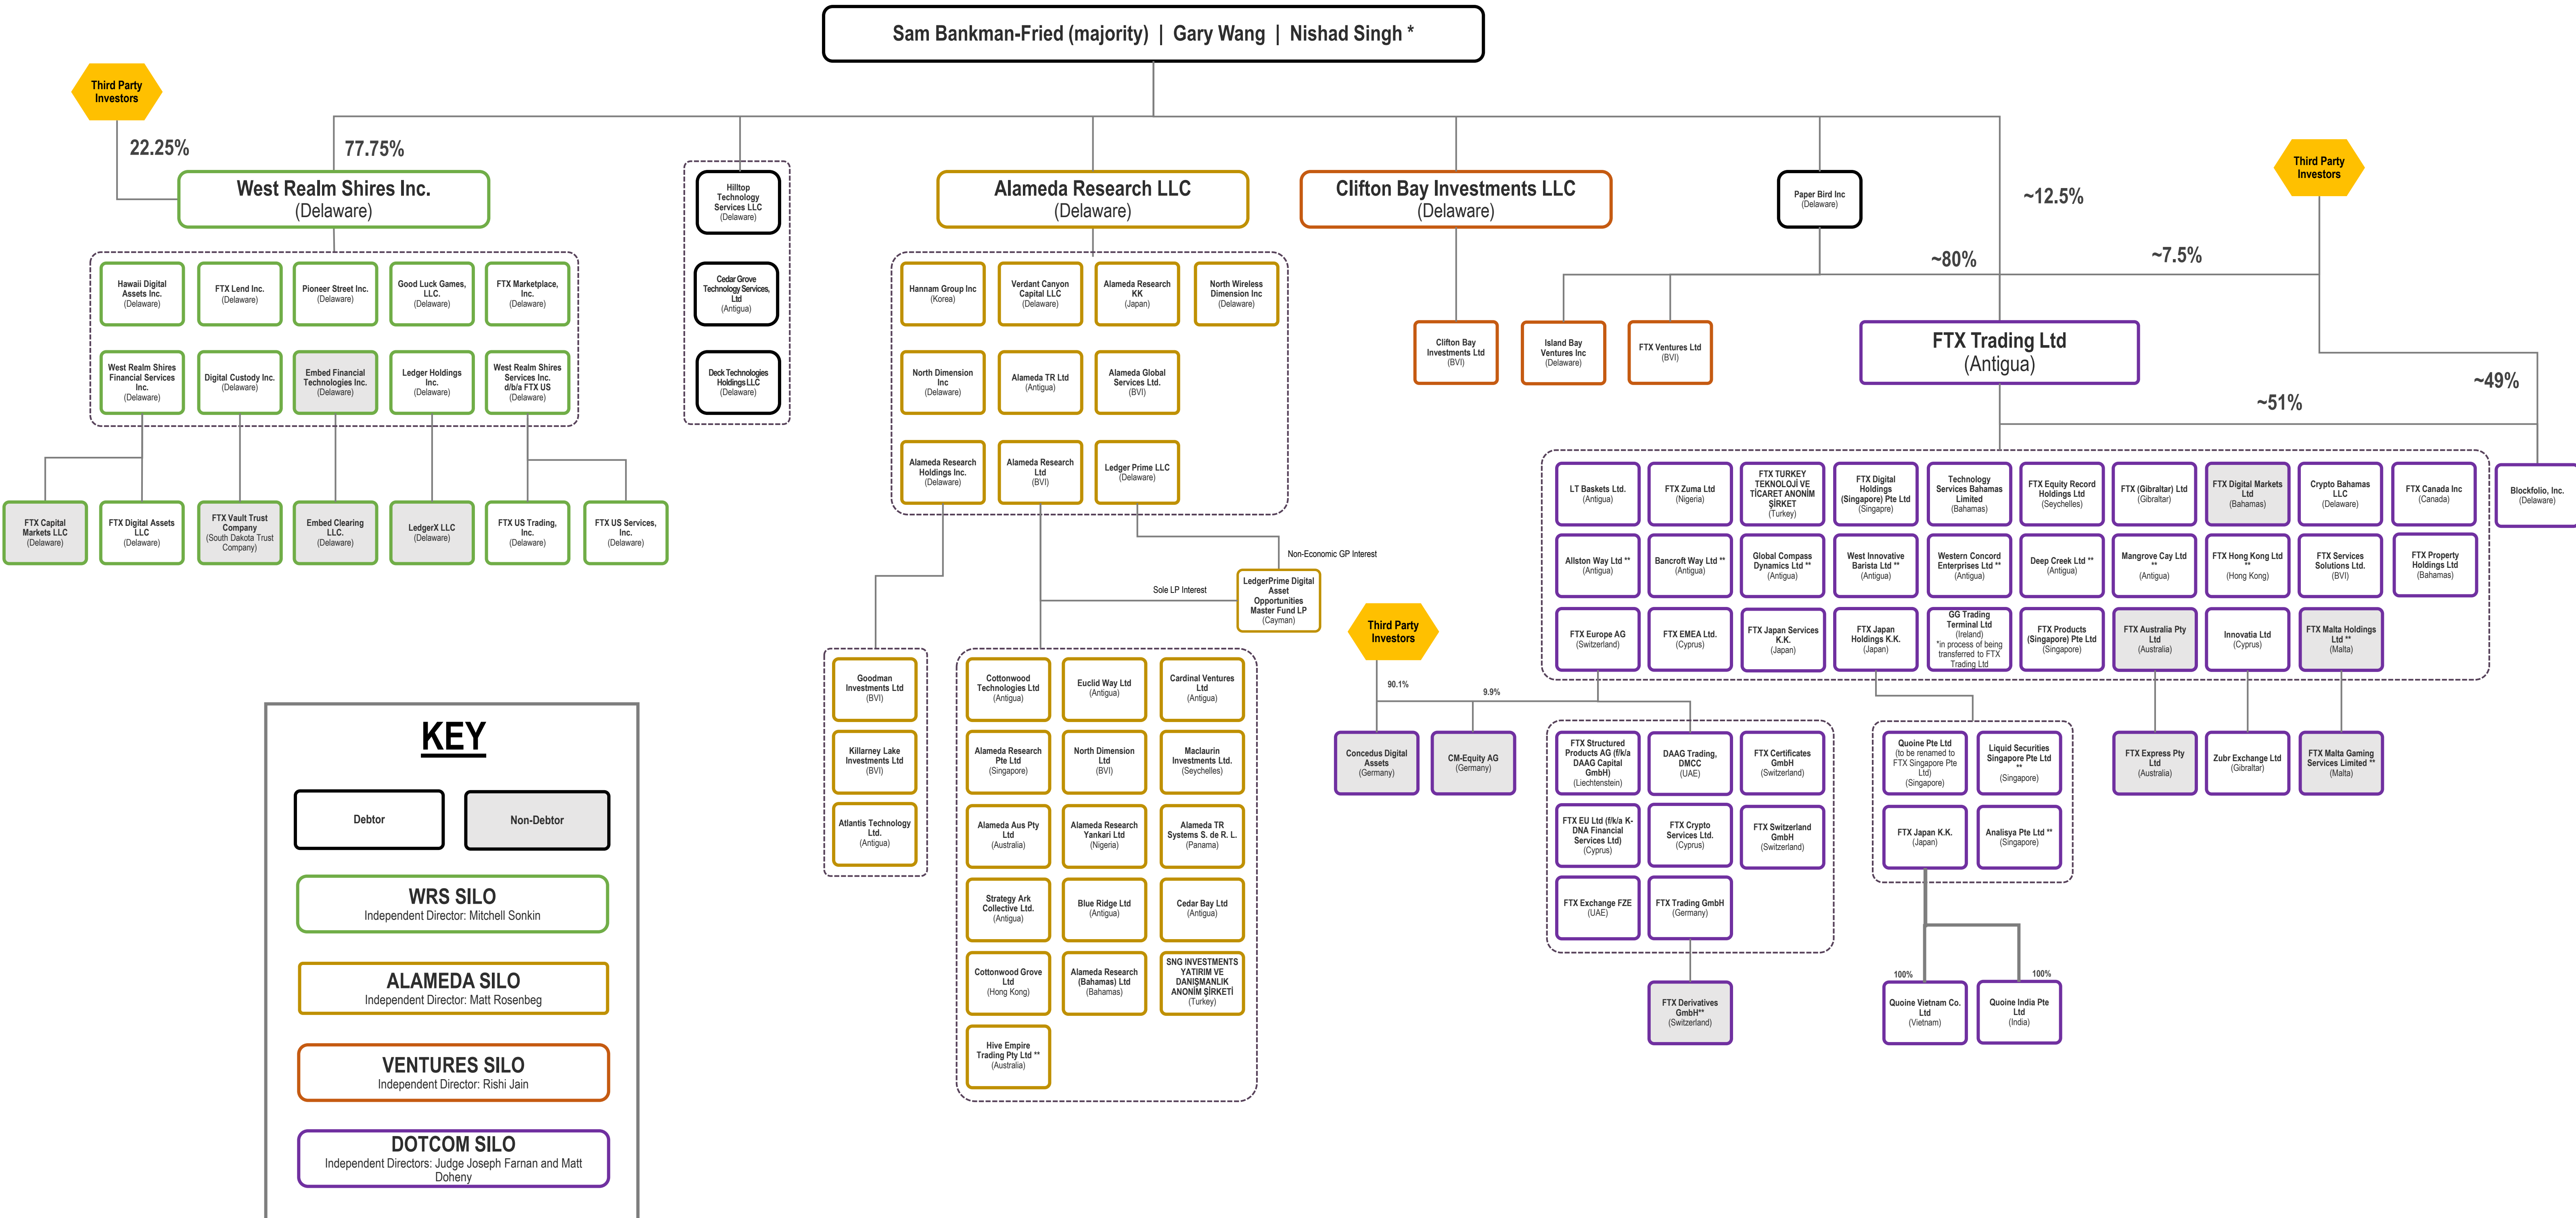 Sam Bankman-Fried (majority) | Gary Wang | Nishad Singh *
Third Party
Investors
22.25%
77.75%
West Realm Shires Inc.
(Delaware)
Hilltop
Technology
Services LLC
(Delaware)
Cedar Grove
Technology Services,
Ltd
(Antigua)
Deck Technologies
Holdings LLC
(Delaware)
Alameda Research LLC
(Delaware)
Clifton Bay Investments LLC
(Delaware)
Paper Bird Inc
(Delaware)
~12.5%
Third Party
Investors
~80%
~7.5%
Hawaii Digital
Assets Inc.
(Delaware)
FTX Lend Inc.
(Delaware)
Pioneer Street Inc.
(Delaware)
Good Luck Games,
LLC.
(Delaware)
FTX Marketplace,
Inc.
(Delaware)
West Realm Shires
Financial Services
Inc.
(Delaware)
Digital Custody Inc.
(Delaware)
Embed Financial
Technologies Inc.
(Delaware)
Ledger Holdings
Inc.
(Delaware)
West Realm Shires
Services Inc.
d/b/a FTX US
(Delaware)
FTX Capital
Markets LLC
(Delaware)
FTX Digital Assets
LLC
(Delaware)
FTX Vault Trust
Company
(South Dakota Trust
Company)
Embed Clearing
LLC.
(Delaware)
LedgerX LLC
(Delaware)
FTX US Trading,
Inc.
(Delaware)
FTX US Services,
Inc.
(Delaware)
Hannam Group Inc
(Korea)
Verdant Canyon
Capital LLC
(Delaware)
Alameda Research
KK
(Japan)
North Wireless
Dimension Inc
(Delaware)
North Dimension
Inc
(Delaware)
Alameda TR Ltd
(Antigua)
Alameda Global
Services Ltd.
(BVI)
Alameda Research
Holdings Inc.
(Delaware)
Alameda Research
Ltd
(BVI)
Ledger Prime LLC
(Delaware)
Non-Economic GP Interest
Sole LP Interest
LedgerPrime Digital
Asset
Opportunities
Master Fund LP
(Cayman)
Goodman
Investments Ltd
(BVI)
Killarney Lake
Investments Ltd
(BVI)
Atlantis Technology
Ltd.
(Antigua)
Cottonwood
Technologies Ltd
(Antigua)
Euclid Way Ltd
(Antigua)
Cardinal Ventures
Ltd
(Antigua)
Alameda Research
Pte Ltd
(Singapore)
North Dimension
Ltd
(BVI)
Maclaurin
Investments Ltd.
(Seychelles)
Alameda Aus Pty
Ltd
(Australia)
Alameda Research
Yankari Ltd
(Nigeria)
Alameda TR
Systems S. de R. L.
(Panama)
Strategy Ark
Collective Ltd.
(Antigua)
Blue Ridge Ltd
(Antigua)
Cedar Bay Ltd
(Antigua)
Cottonwood Grove
Ltd
(Hong Kong)
Alameda Research
(Bahamas) Ltd
(Bahamas)
SNG INVESTMENTS
YATIRIM VE
DANIŞMANLIK
ANONİM ŞİRKETİ
(Turkey)
Hive Empire
Trading Pty Ltd **
(Australia)
Clifton Bay
Investments Ltd
(BVI)
Island Bay
Ventures Inc
(Delaware)
FTX Ventures Ltd
(BVI)
FTX Trading Ltd
(Antigua)
~49%
~51%
LT Baskets Ltd.
(Antigua)
FTX Zuma Ltd
(Nigeria)
FTX TURKEY
TEKNOLOJİ VE
TİCARET ANONİM
ŞİRKET
(Turkey)
FTX Digital
Holdings
(Singapore) Pte Ltd
(Singapre)
Technology
Services Bahamas
Limited
(Bahamas)
FTX Equity Record
Holdings Ltd
(Seychelles)
FTX (Gibraltar) Ltd
(Gibraltar)
FTX Digital Markets
Ltd
(Bahamas)
Crypto Bahamas
LLC
(Delaware)
FTX Canada Inc
(Canada)
Blockfolio, Inc.
(Delaware)
Allston Way Ltd **
(Antigua)
Bancroft Way Ltd **
(Antigua)
Global Compass
Dynamics Ltd **
(Antigua)
West Innovative
Barista Ltd **
(Antigua)
Western Concord
Enterprises Ltd **
(Antigua)
Deep Creek Ltd **
(Antigua)
Mangrove Cay Ltd
**
(Antigua)
FTX Hong Kong Ltd
**
(Hong Kong)
FTX Services
Solutions Ltd.
(BVI)
FTX Property
Holdings Ltd
(Bahamas)
FTX Europe AG
(Switzerland)
FTX EMEA Ltd.
(Cyprus)
FTX Japan Services
K.K.
(Japan)
FTX Japan
Holdings K.K.
(Japan)
GG Trading
Terminal Ltd
(Ireland)
*in process of being
transferred to FTX
Trading Ltd
FTX Products
(Singapore) Pte Ltd
(Singapore)
FTX Australia Pty
Ltd
(Australia)
Innovatia Ltd
(Cyprus)
FTX Malta Holdings
Ltd **
(Malta)
Third Party
Investors
90.1%
9.9%
Concedus Digital
Assets
(Germany)
CM-Equity AG
(Germany)
FTX Structured
Products AG (f/k/a
DAAG Capital
GmbH)
(Liechtenstein)
DAAG Trading,
DMCC
(UAE)
FTX Certificates
GmbH
(Switzerland)
FTX EU Ltd (f/k/a K-
DNA Financial
Services Ltd)
(Cyprus)
FTX Crypto
Services Ltd.
(Cyprus)
FTX Switzerland
GmbH
(Switzerland)
FTX Exchange FZE
(UAE)
FTX Trading GmbH
(Germany)
FTX Derivatives
GmbH**
(Switzerland)
Quoine Pte Ltd
(to be renamed to
FTX Singapore Pte
Ltd)
(Singapore)
Liquid Securities
Singapore Pte Ltd
**
(Singapore)
FTX Japan K.K.
(Japan)
Analisya Pte Ltd **
(Singapore)
100%
100%
Quoine Vietnam Co.
Ltd
(Vietnam)
Quoine India Pte
Ltd
(India)
FTX Express Pty
Ltd
(Australia)
Zubr Exchange Ltd
(Gibraltar)
FTX Malta Gaming
Services Limited **
(Malta)
KEY
Debtor
Non-Debtor
WRS SILO
Independent Director: Mitchell Sonkin
ALAMEDA SILO
Independent Director: Matt Rosenbeg
VENTURES SILO
Independent Director: Rishi Jain
DOTCOM SILO
Independent Directors: Judge Joseph Farnan and Matt
Doheny